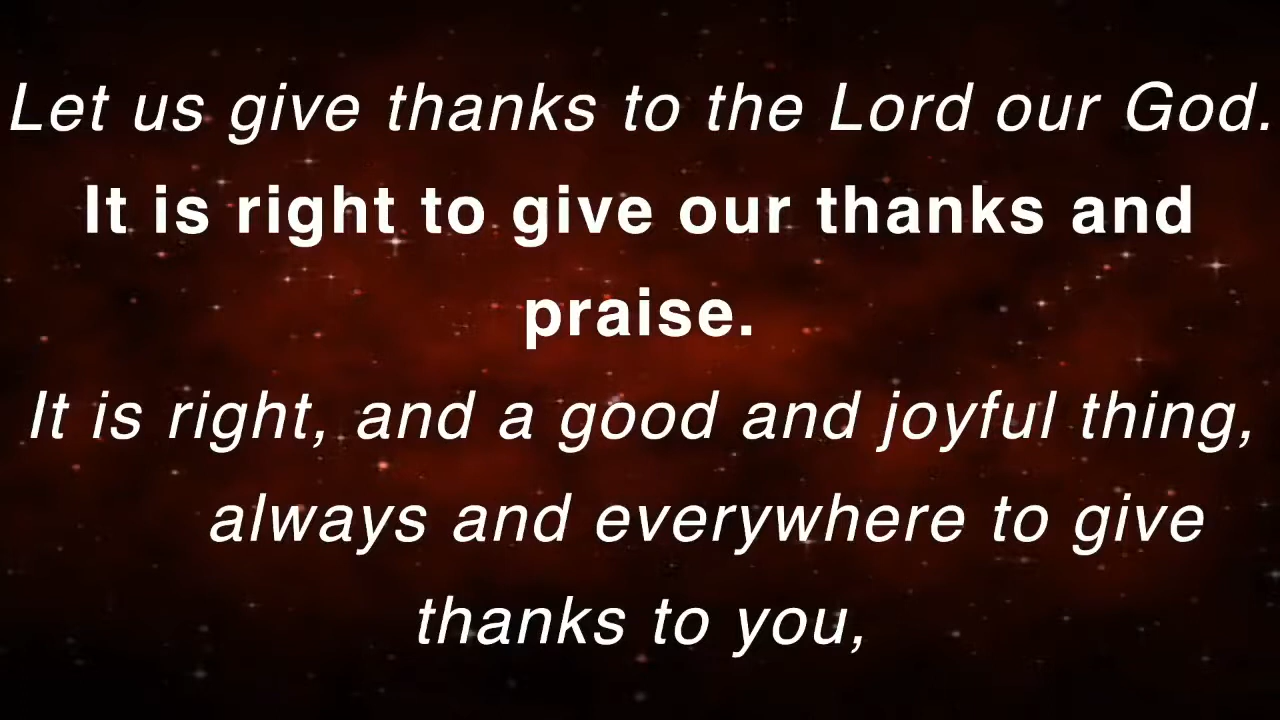 Let us give thanks to the Lord our God.
It is right to give our thanks and
praise.
It is right, and a good and joyful thing,
always and everywhere to give
thanks to you,